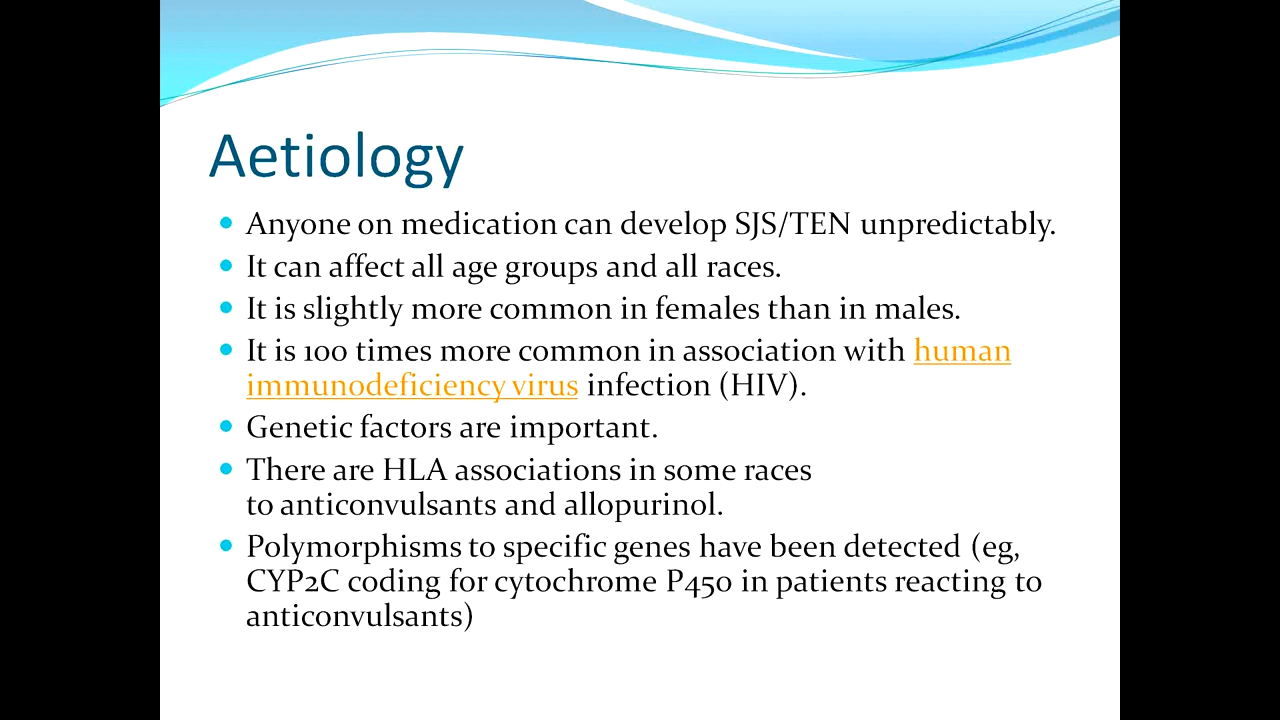 Aetiology
• Anyone on medication can develop SJS/TEN unpredictably.
• It can affect all age groups and all races.
• It is slightly more common in females than in males.
• It is 100 times more common in association with human
immunodeficiency virus infection (HIV).
• Genetic factors are important.
• There are HLA associations in some races
to anticonvulsants and allopurinol.
• Polymorphisms to specific genes have been detected (eg,
CYP2C coding for cytochrome P450 in patients reacting to
anticonvulsants)